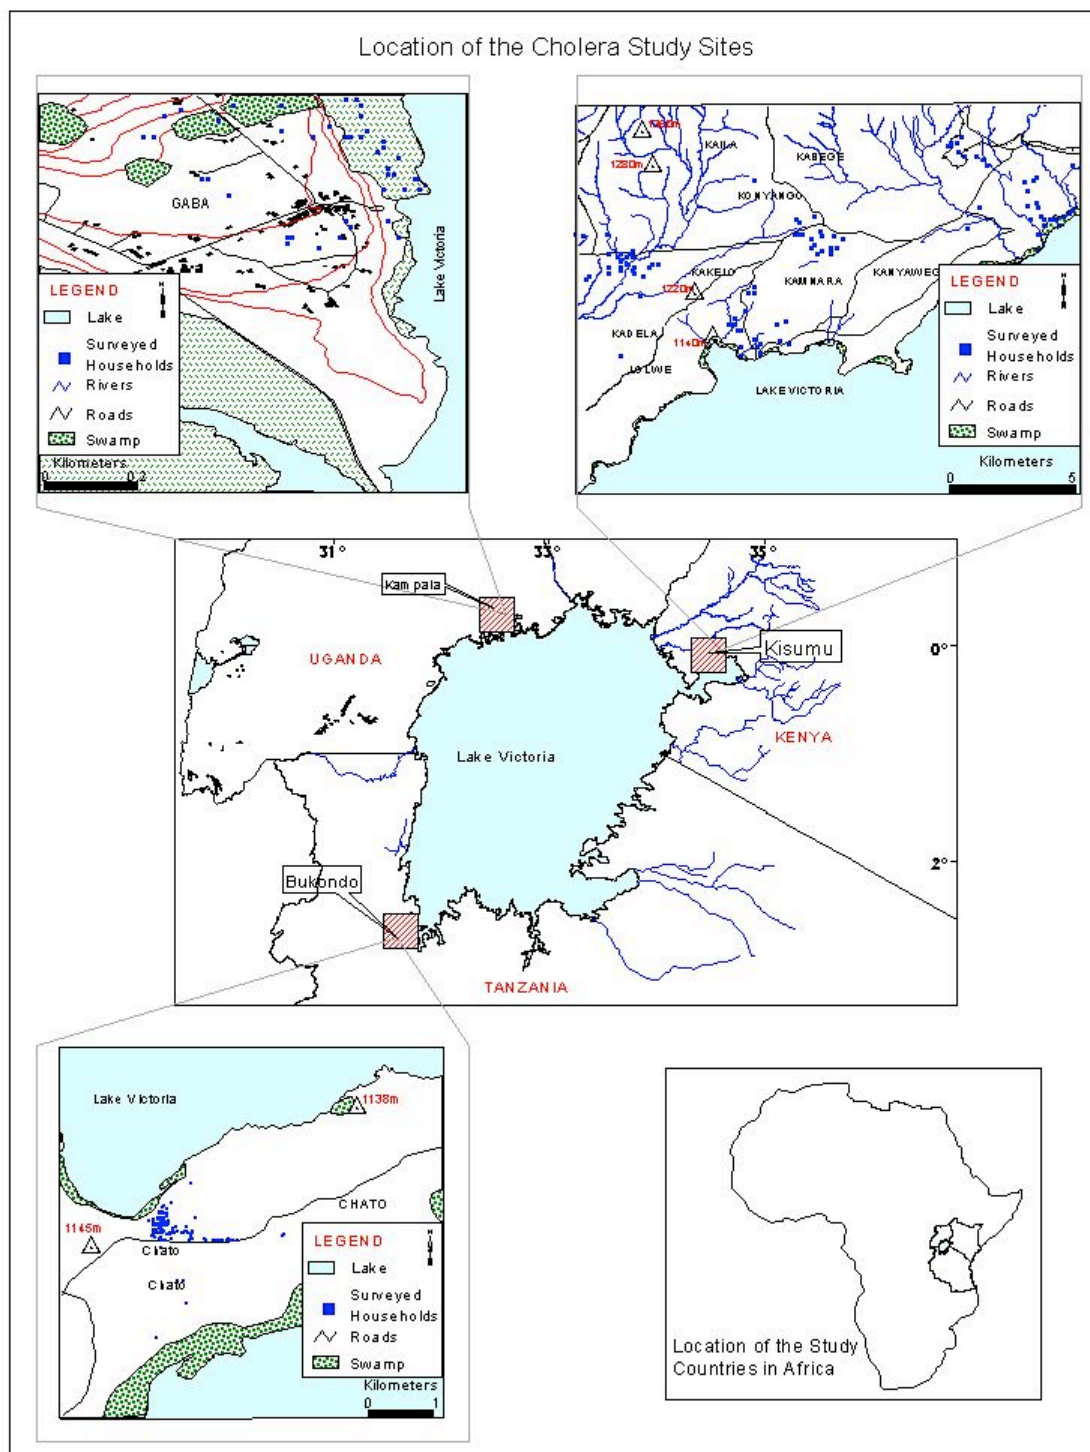 Location of the Cholera Study Sites
GABA
Lake Victoria
LEGEND
N
Lake
Surveyed
Households
Rivers
Roads
Swamp
Kilometers
0 0.2
1280m
KAILA
KABEGE
KONYANGO
KAKELO
1220m
KAMNARA
KADELA
1140m
LOLWE
LAKE VICTORIA
LEGEND
N
Lake
Surveyed
Households
Rivers
Roads
Swamp
Kilometers
0 5
31° 33° 35°
Kampala
Kisumu
0°
UGANDA
KENYA
Lake Victoria
2°
Bukondo
TANZANIA
Lake Victoria
1138m
CHATO
1145m
Chato
Chato
LEGEND
N
Lake
Surveyed
Households
Roads
Swamp
Kilometers
0 1
Location of the Study
Countries in Africa